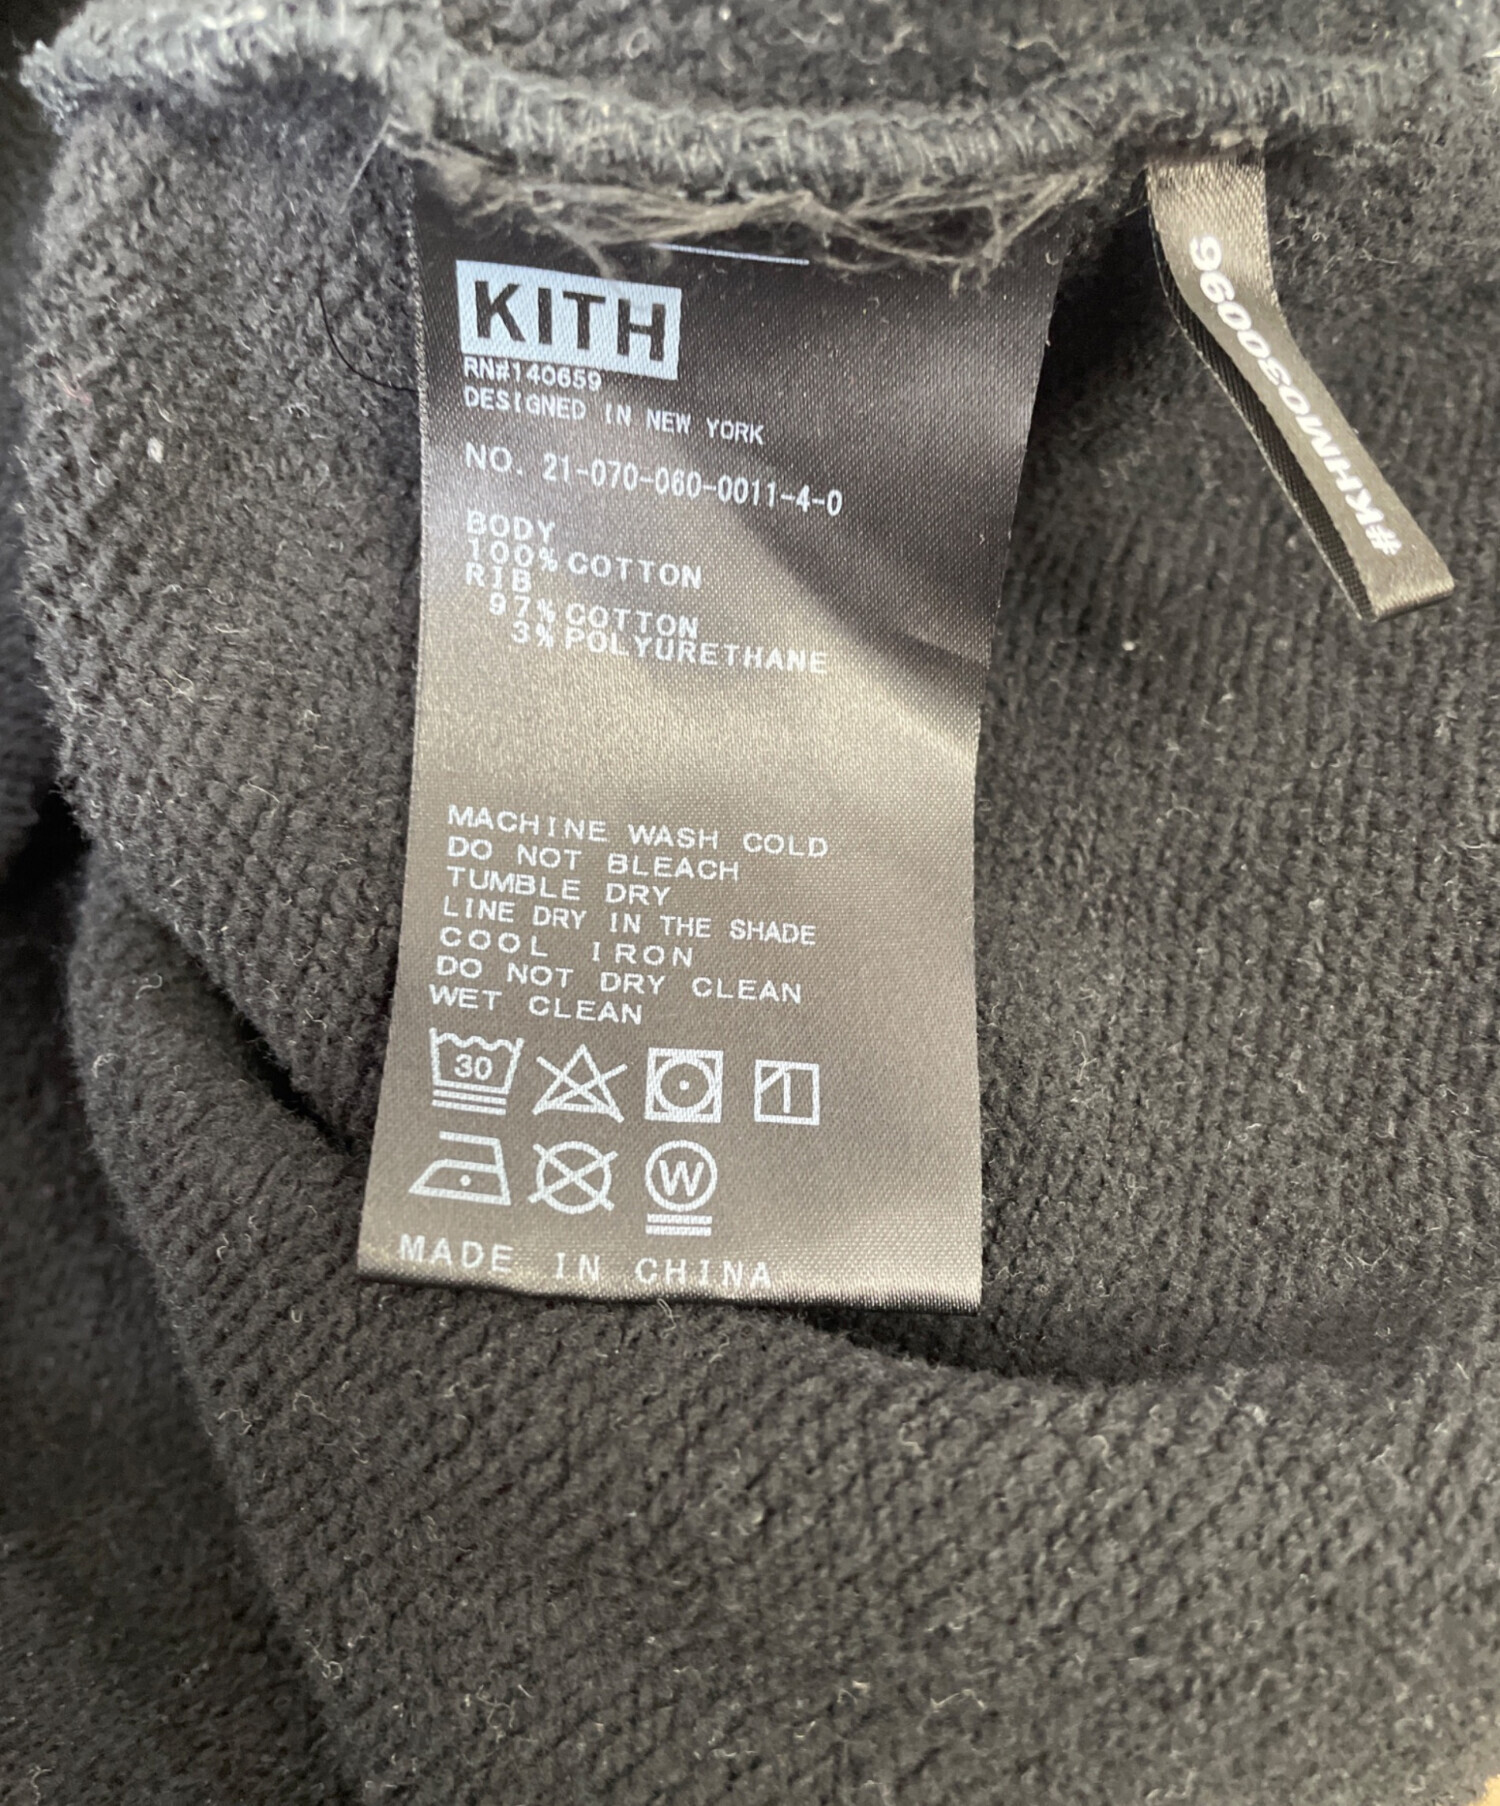 KITH
RN#140659
DESIGNED IN NEW YORK
NO. 21-070-060-0011-4-0
BODY
100% COTTON
RIB
97% COTTON
3% POLYURETHANE
MACHINE WASH COLD
DO NOT BLEACH
TUMBLE DRY
LINE DRY IN THE SHADE
COOL IRON
DO NOT DRY CLEAN
WET CLEAN
30
W
MADE IN CHINA
#KHM030096